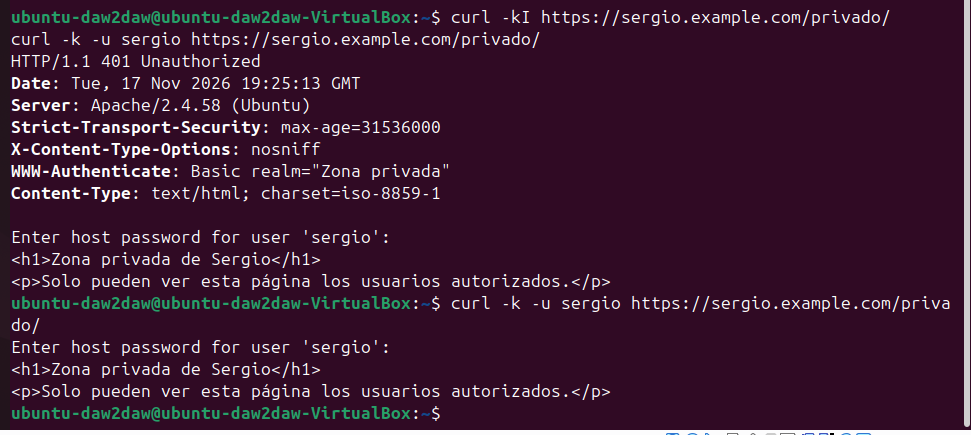 ubuntu-daw2daw@ubuntu-daw2daw-VirtualBox:~$ curl -kI https://sergio.example.com/privado/
curl -k -u sergio https://sergio.example.com/privado/
HTTP/1.1 401 Unauthorized
Date: Tue, 17 Nov 2026 19:25:13 GMT
Server: Apache/2.4.58 (Ubuntu)
Strict-Transport-Security: max-age=31536000
X-Content-Type-Options: nosniff
WWW-Authenticate: Basic realm="Zona privada"
Content-Type: text/html; charset=iso-8859-1

Enter host password for user 'sergio':
<h1>Zona privada de Sergio</h1>
<p>Solo pueden ver esta página los usuarios autorizados.</p>
ubuntu-daw2daw@ubuntu-daw2daw-VirtualBox:~$ curl -k -u sergio https://sergio.example.com/priva
do/
Enter host password for user 'sergio':
<h1>Zona privada de Sergio</h1>
<p>Solo pueden ver esta página los usuarios autorizados.</p>
ubuntu-daw2daw@ubuntu-daw2daw-VirtualBox:~$